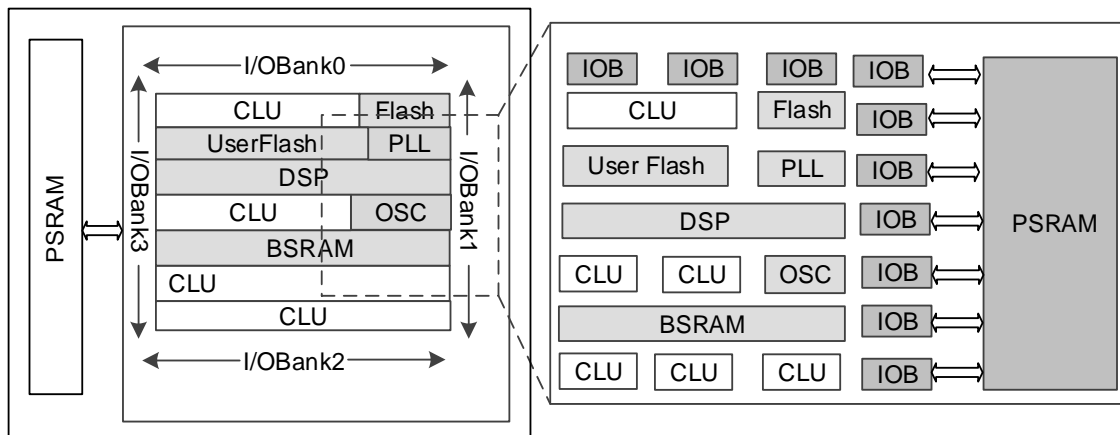 I/OBank0
CLU Flash
UserFlash PLL
DSP
CLU OSC
BSRAM
CLU
CLU
I/OBank2
PSRAM
I/OBank3
I/OBank1
IOB IOB IOB IOB
CLU Flash IOB
User Flash PLL IOB
DSP IOB
CLU CLU OSC IOB
BSRAM IOB
CLU CLU CLU IOB
PSRAM